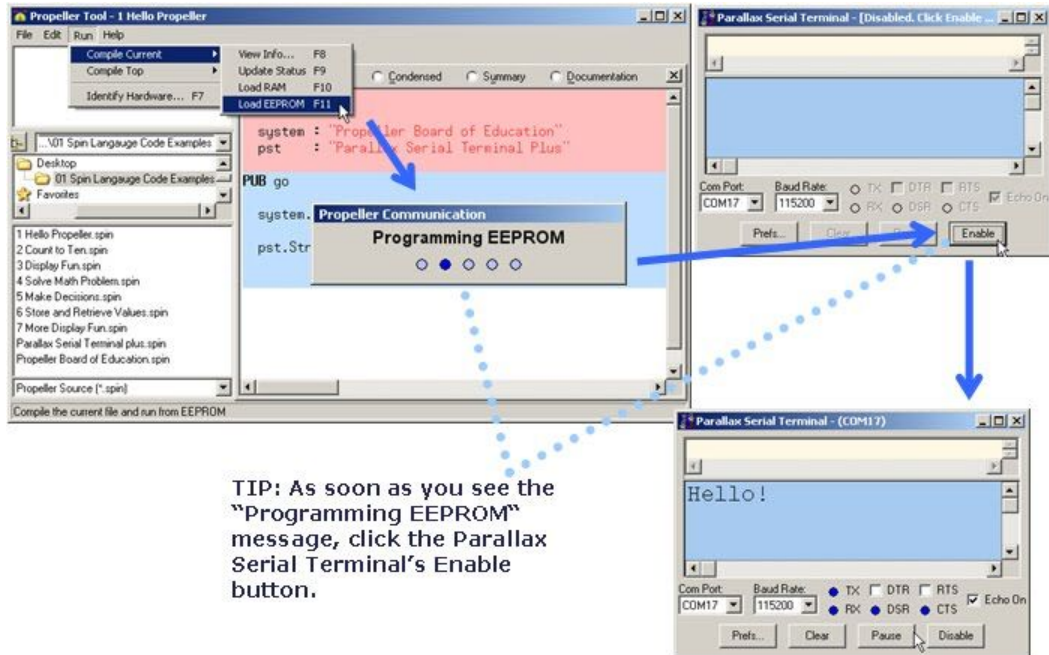 Propeller Tool - 1 Hello Propeller
File Edit Run Help
Compile Current
Compile Top
Identify Hardware... F7
View Info... F8
Update Status F9
Load RAM F10
Load EEPROM F11
Condensed Summary Documentation
system : "Propeller Board of Education"
pst : "Parallax Serial Terminal Plus"
PUB go
system.
pst.Str
Propeller Communication
Programming EEPROM
...\01 Spin Langauge Code Examples
Desktop
01 Spin Langauge Code Examples
Favorites
1 Hello Propeller.spin
2 Count to Ten.spin
3 Display Fun.spin
4 Solve Math Problem.spin
5 Make Decisions.spin
6 Store and Retrieve Values.spin
7 More Display Fun.spin
Parallax Serial Terminal plus.spin
Propeller Board of Education.spin
Propeller Source (*.spin)
Compile the current file and run from EEPROM
Parallax Serial Terminal - [Disabled. Click Enable ...
Com Port: Baud Rate: TX DTR RTS
COM17 115200 RX DSR CTS Echo On
Prefs... Clear Enable
TIP: As soon as you see the
“Programming EEPROM“
message, click the Parallax
Serial Terminal’s Enable
button.
Parallax Serial Terminal - (COM17)
Hello!
Com Port: Baud Rate: TX DTR RTS
COM17 115200 RX DSR CTS Echo On
Prefs... Clear Pause Disable